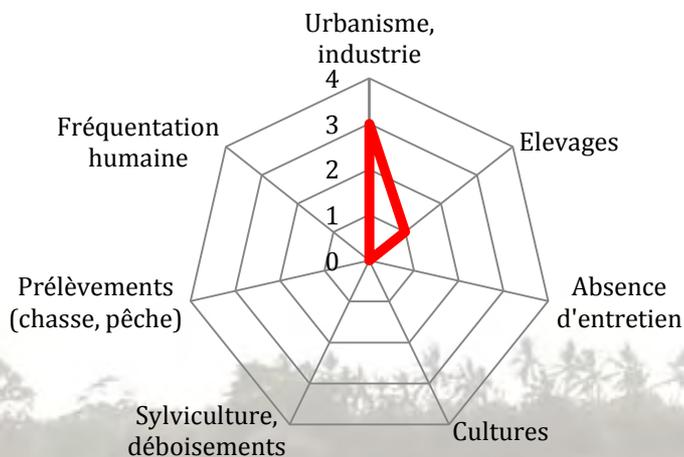 Urbanisme,
industrie
4
Fréquentation
humaine
3
Elevages
2
1
0
Prélèvements
(chasse, pêche)
Absence
d'entretien
Sylviculture,
déboisements
Cultures